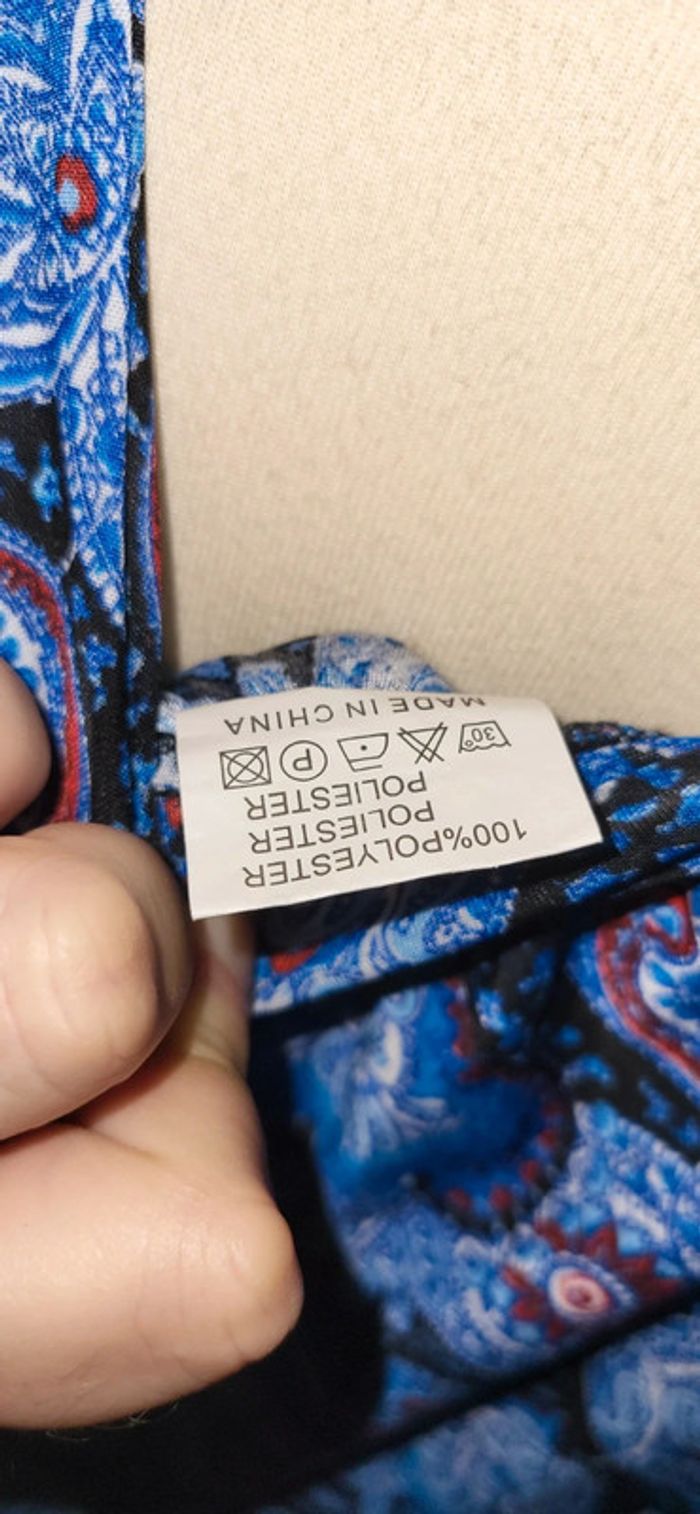 100%POLYESTER
POLIESTER
POLIESTER
30°
P
MADE IN CHINA